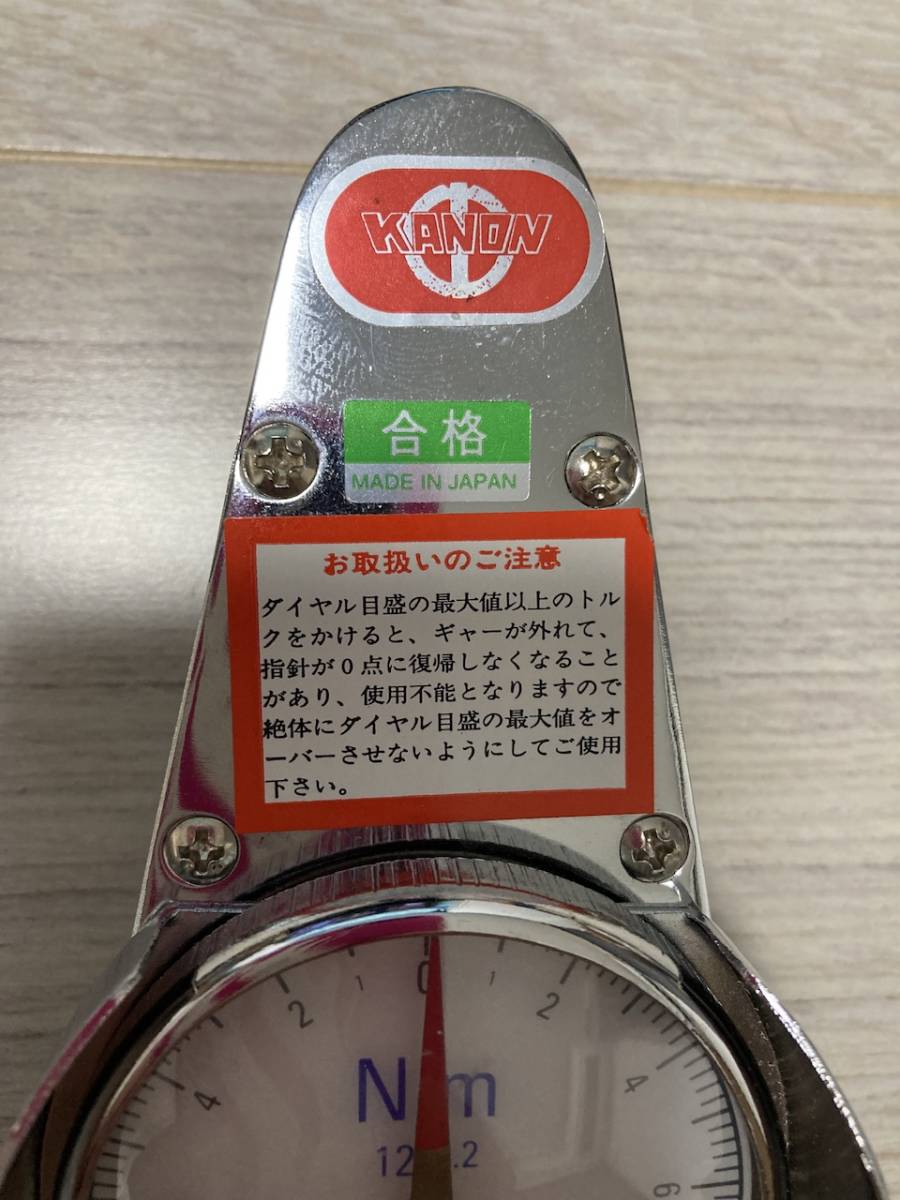 KANON
合格
MADE IN JAPAN
お取扱いのご注意
ダイヤル目盛の最大値以上のトル
クをかけると、ギャーが外れて、
指針が0点に復帰しなくなること
があり、使用不能となりますので
絶体にダイヤル目盛の最大値をオ
ーバーさせないようにしてご使用
下さい。
4 2 1 0 1 2 4 6
N m